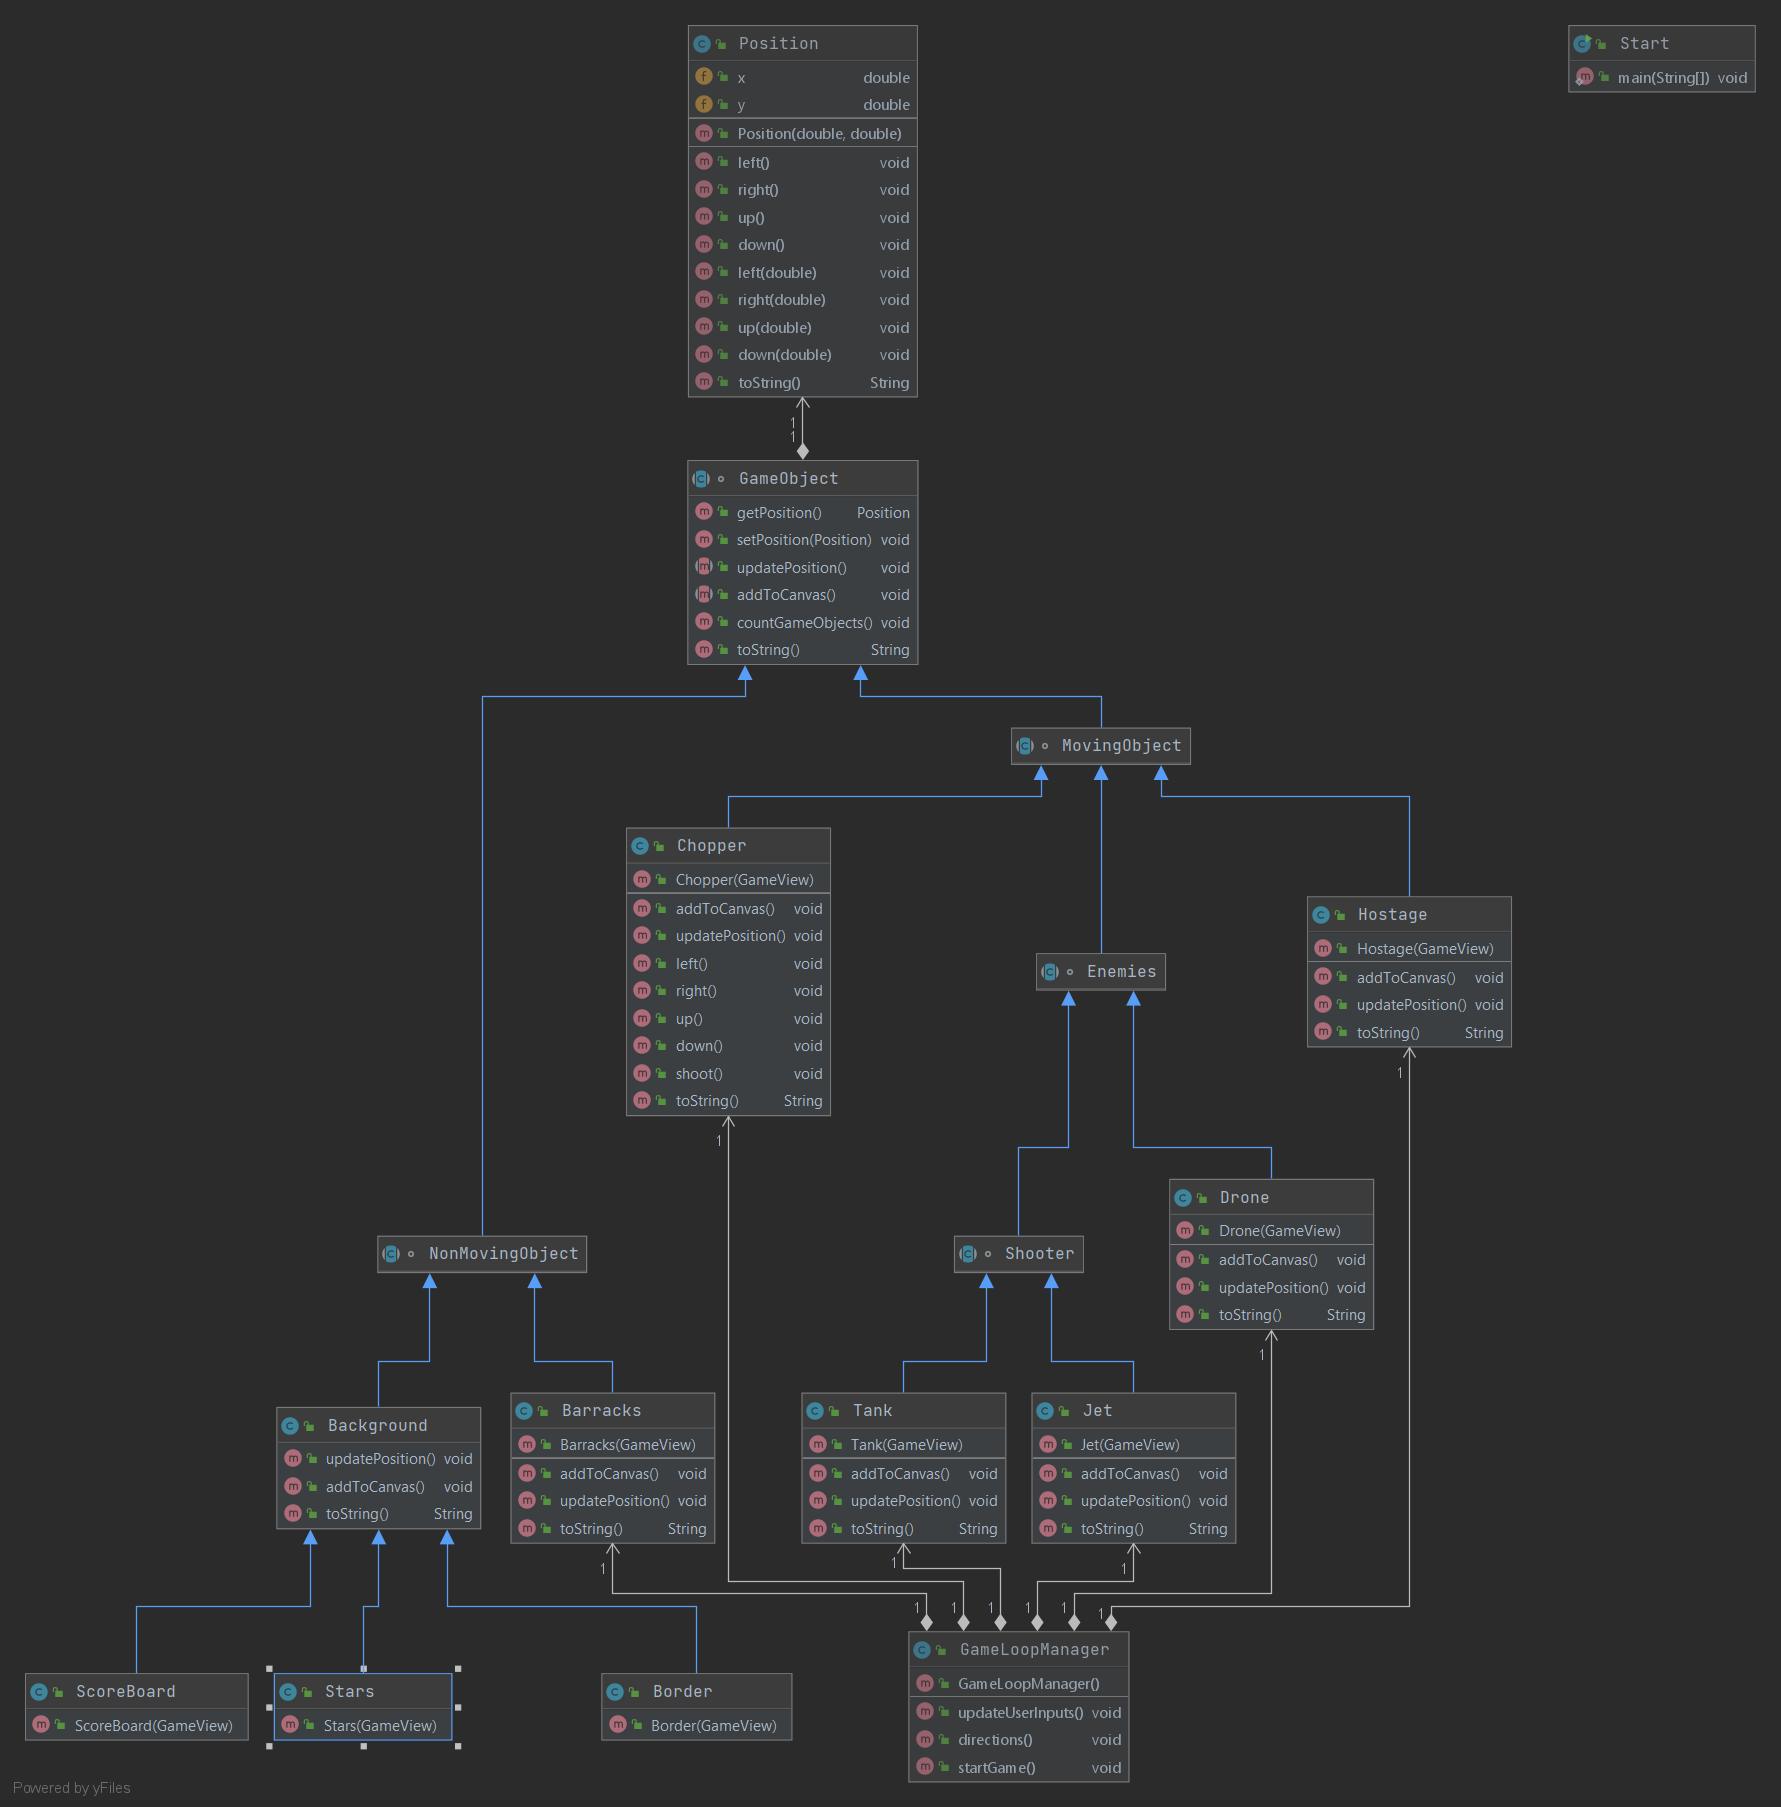 Position
x double
y double
Position(double, double)
left() void
right() void
up() void
down() void
left(double) void
right(double) void
up(double) void
down(double) void
toString() String
Start
main(String[]) void
1
1
GameObject
getPosition() Position
setPosition(Position) void
updatePosition() void
addToCanvas() void
countGameObjects() void
toString() String
MovingObject
Chopper
Chopper(GameView)
addToCanvas() void
updatePosition() void
left() void
right() void
up() void
down() void
shoot() void
toString() String
1
Hostage
Hostage(GameView)
addToCanvas() void
updatePosition() void
toString() String
1
Enemies
Drone
Drone(GameView)
addToCanvas() void
updatePosition() void
toString() String
1
NonMovingObject
Shooter
Background
updatePosition() void
addToCanvas() void
toString() String
Barracks
Barracks(GameView)
addToCanvas() void
updatePosition() void
toString() String
1
Tank
Tank(GameView)
addToCanvas() void
updatePosition() void
toString() String
1
Jet
Jet(GameView)
addToCanvas() void
updatePosition() void
toString() String
1
1 1 1 1 1 1
ScoreBoard
ScoreBoard(GameView)
Stars
Stars(GameView)
Border
Border(GameView)
GameLoopManager
GameLoopManager()
updateUserInputs() void
directions() void
startGame() void
Powered by yFiles